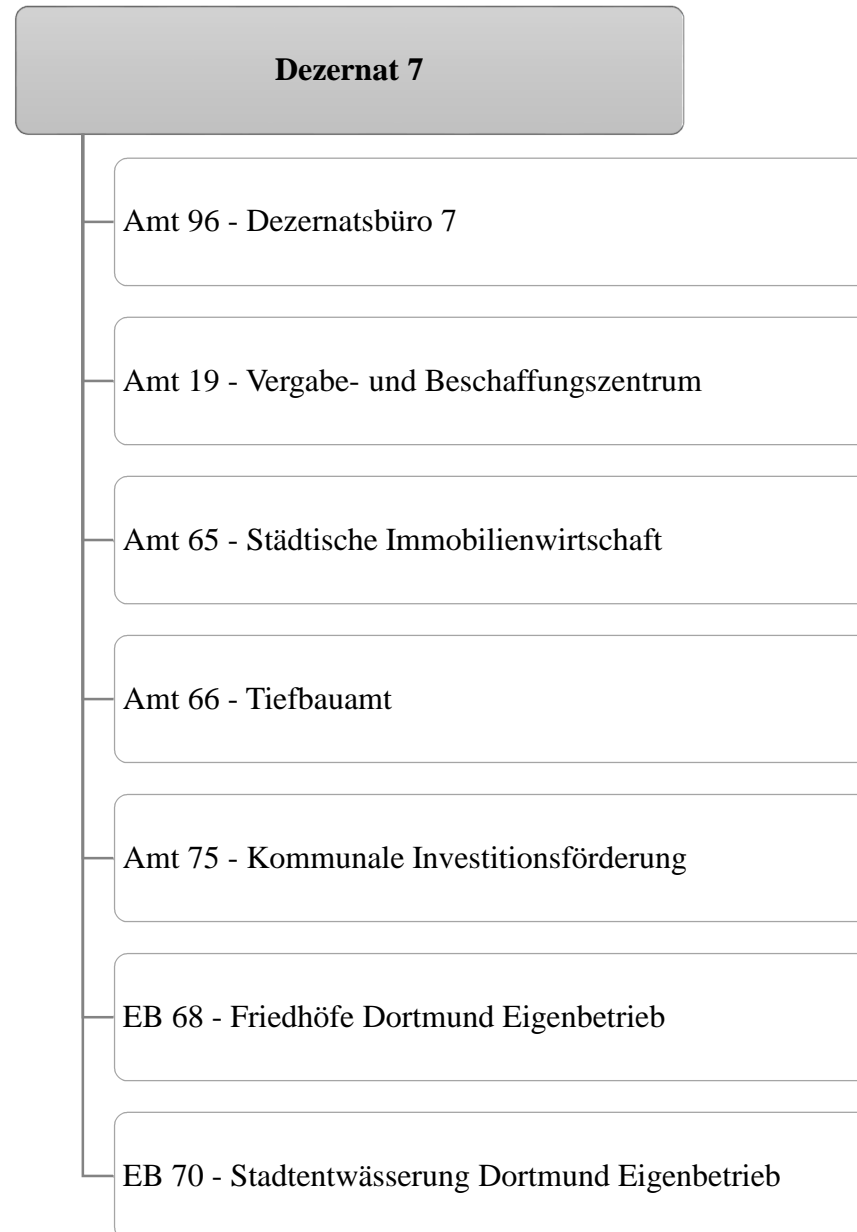 Dezernat 7
Amt 96 - Dezernatsbüro 7
Amt 19 - Vergabe- und Beschaffungszentrum
Amt 65 - Städtische Immobilienwirtschaft
Amt 66 - Tiefbauamt
Amt 75 - Kommunale Investitionsförderung
EB 68 - Friedhöfe Dortmund Eigenbetrieb
EB 70 - Stadtentwässerung Dortmund Eigenbetrieb